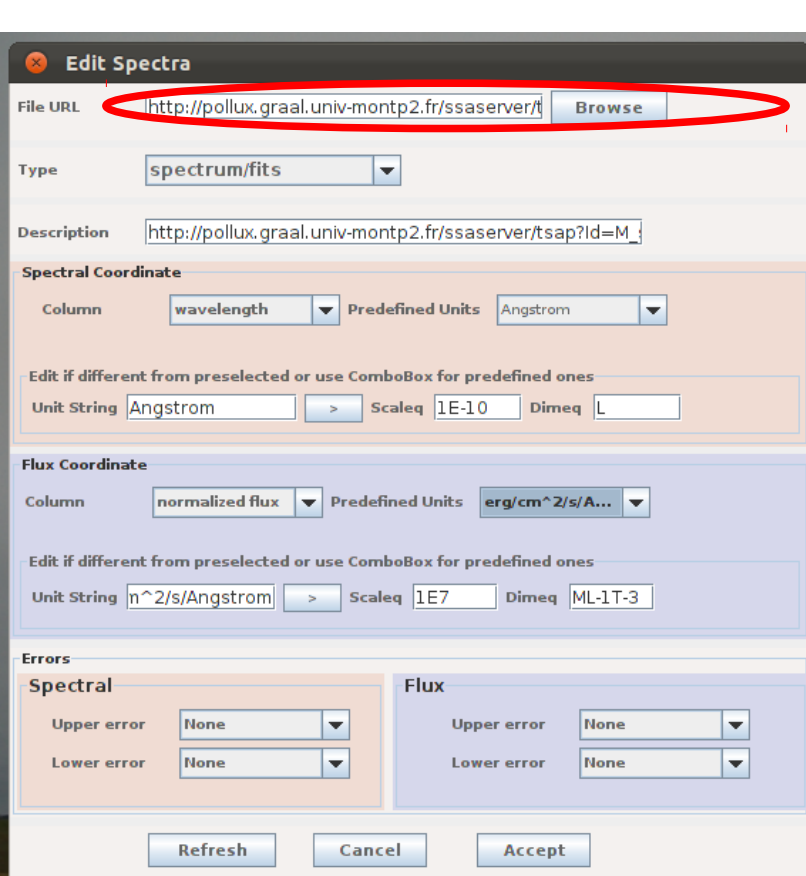 Edit Spectra
File URL http://pollux.graal.univ-montp2.fr/ssaserver/t Browse
Type spectrum/fits
Description http://pollux.graal.univ-montp2.fr/ssaserver/tsap?Id=M_
Spectral Coordinate
Column wavelength Predefined Units Angstrom
Edit if different from preselected or use ComboBox for predefined ones
Unit String Angstrom > Scaleq 1E-10 Dimeq L
Flux Coordinate
Column normalized flux Predefined Units erg/cm^2/s/A...
Edit if different from preselected or use ComboBox for predefined ones
Unit String n^2/s/Angstrom > Scaleq 1E7 Dimeq ML-1T-3
Errors
Spectral Flux
Upper error None Upper error None
Lower error None Lower error None
Refresh Cancel Accept